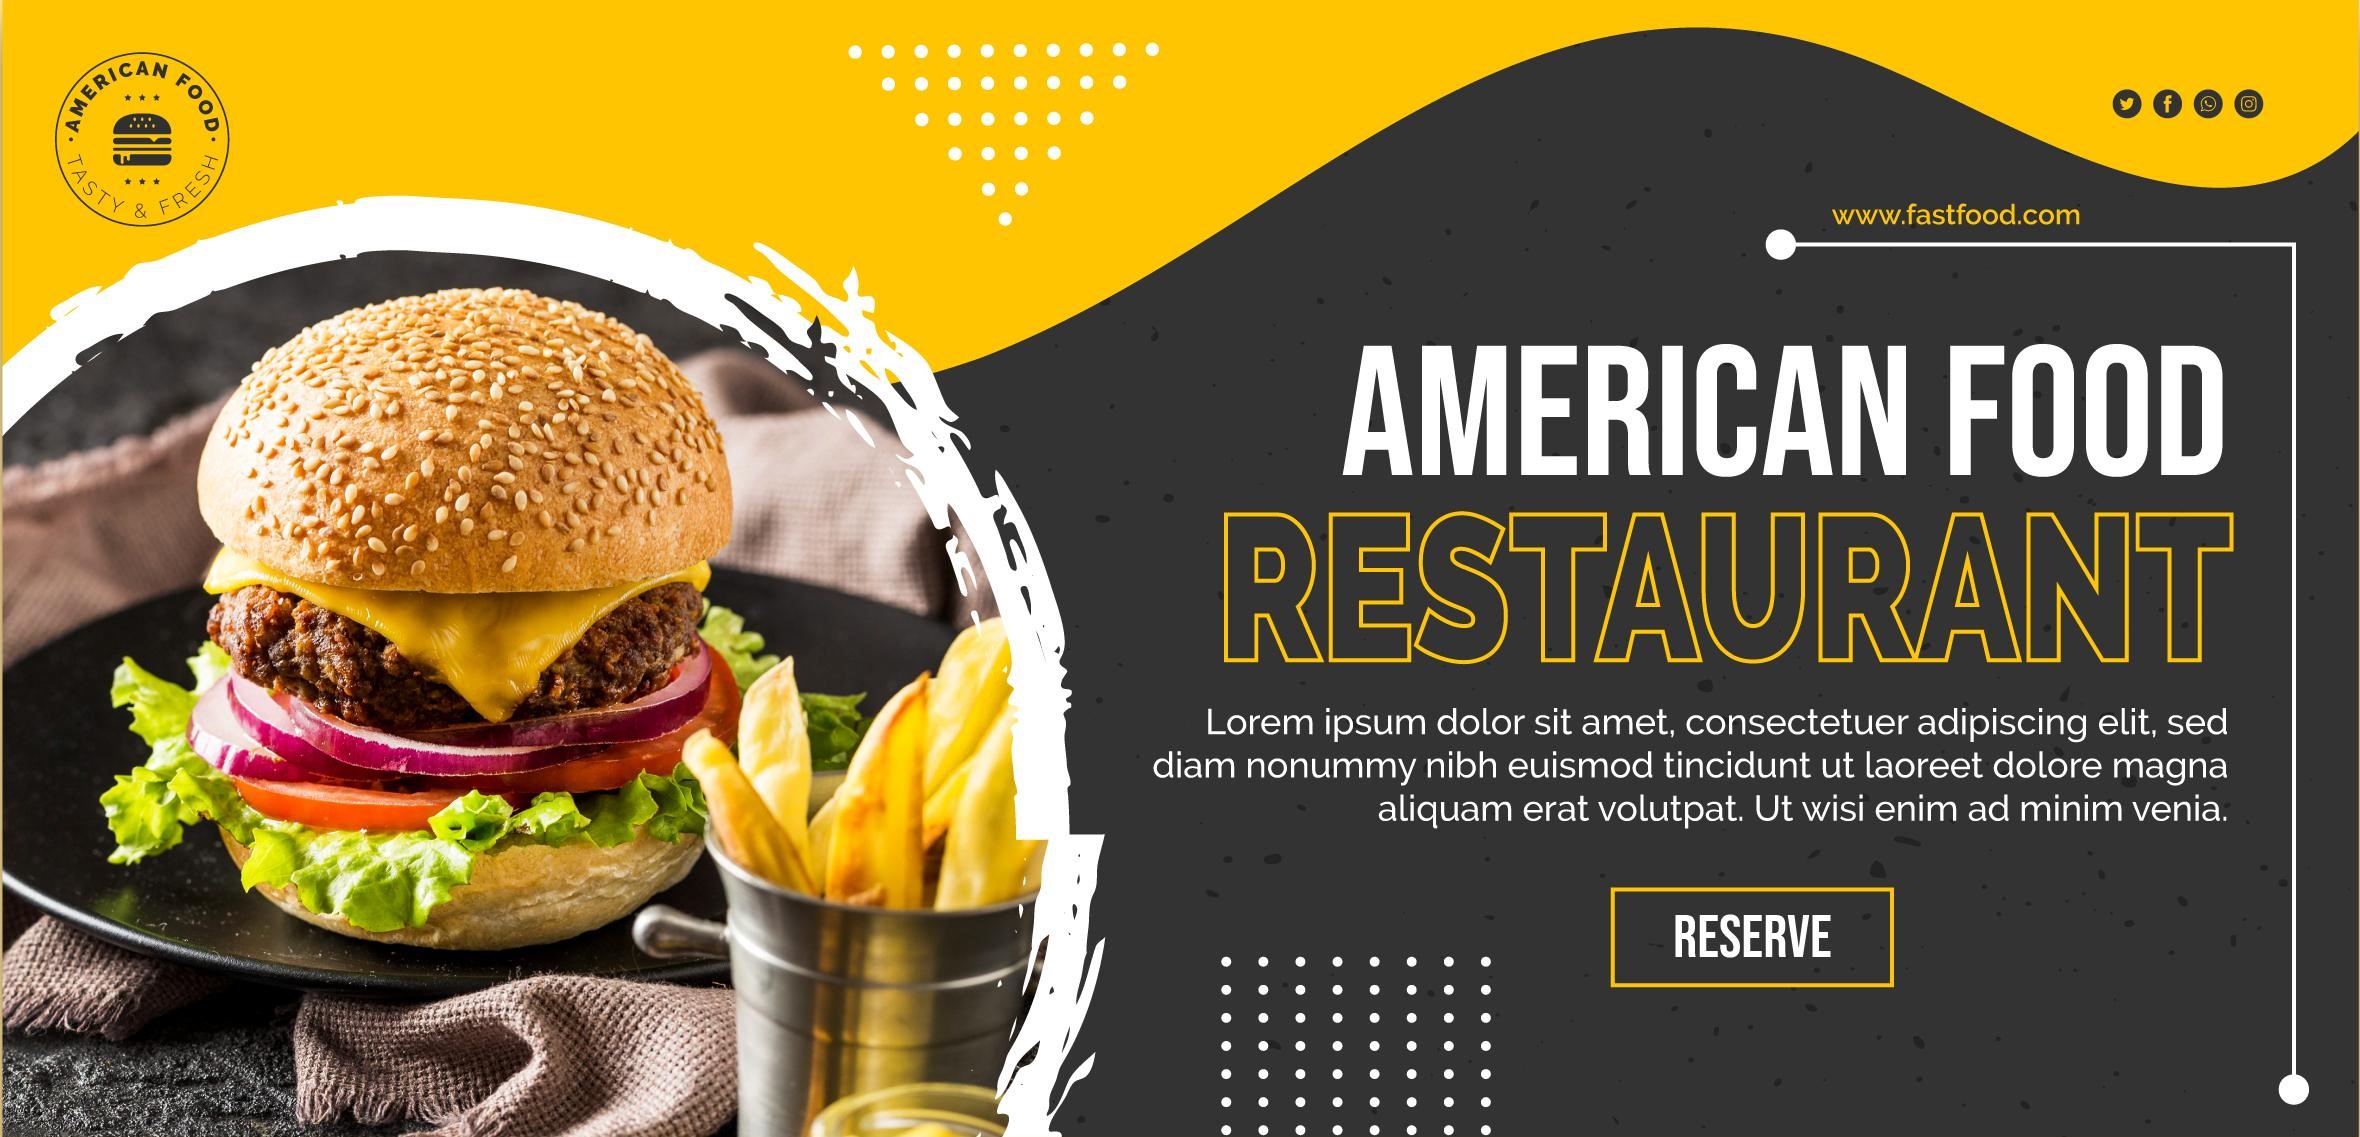 AMERICAN FOOD
TASTY & FRESH
www.fastfood.com
AMERICAN FOOD
RESTAURANT
Lorem ipsum dolor sit amet, consectetuer adipiscing elit, sed
diam nonummy nibh euismod tincidunt ut laoreet dolore magna
aliquam erat volutpat. Ut wisi enim ad minim venia.
RESERVE